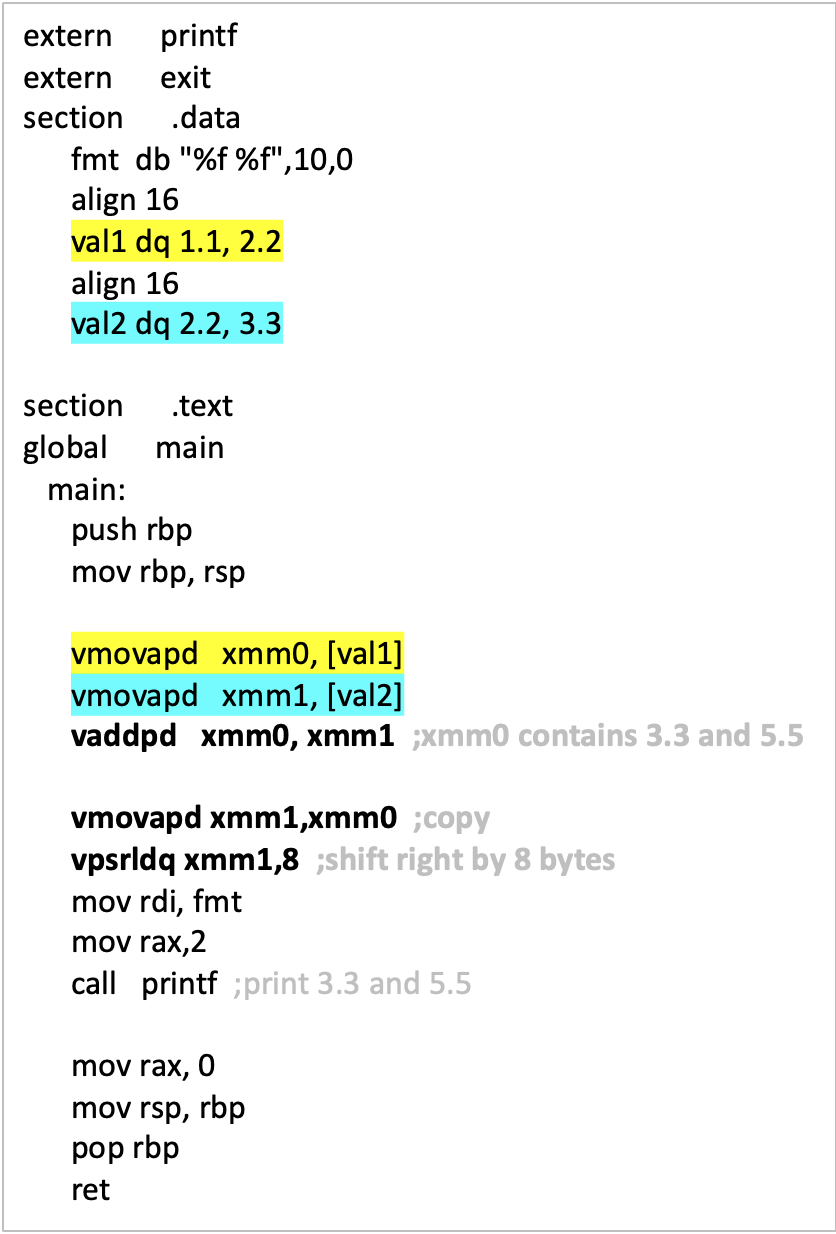 extern printf
extern exit
section .data
fmt db "%f %f",10,0
align 16
val1 dq 1.1, 2.2
align 16
val2 dq 2.2, 3.3
section .text
global main
main:
push rbp
mov rbp, rsp
vmovapd xmm0, [val1]
vmovapd xmm1, [val2]
vaddpd xmm0, xmm1 ;xmm0 contains 3.3 and 5.5
vmovapd xmm1,xmm0 ;copy
vpsrldq xmm1,8 ;shift right by 8 bytes
mov rdi, fmt
mov rax,2
call printf ;print 3.3 and 5.5
mov rax, 0
mov rsp, rbp
pop rbp
ret